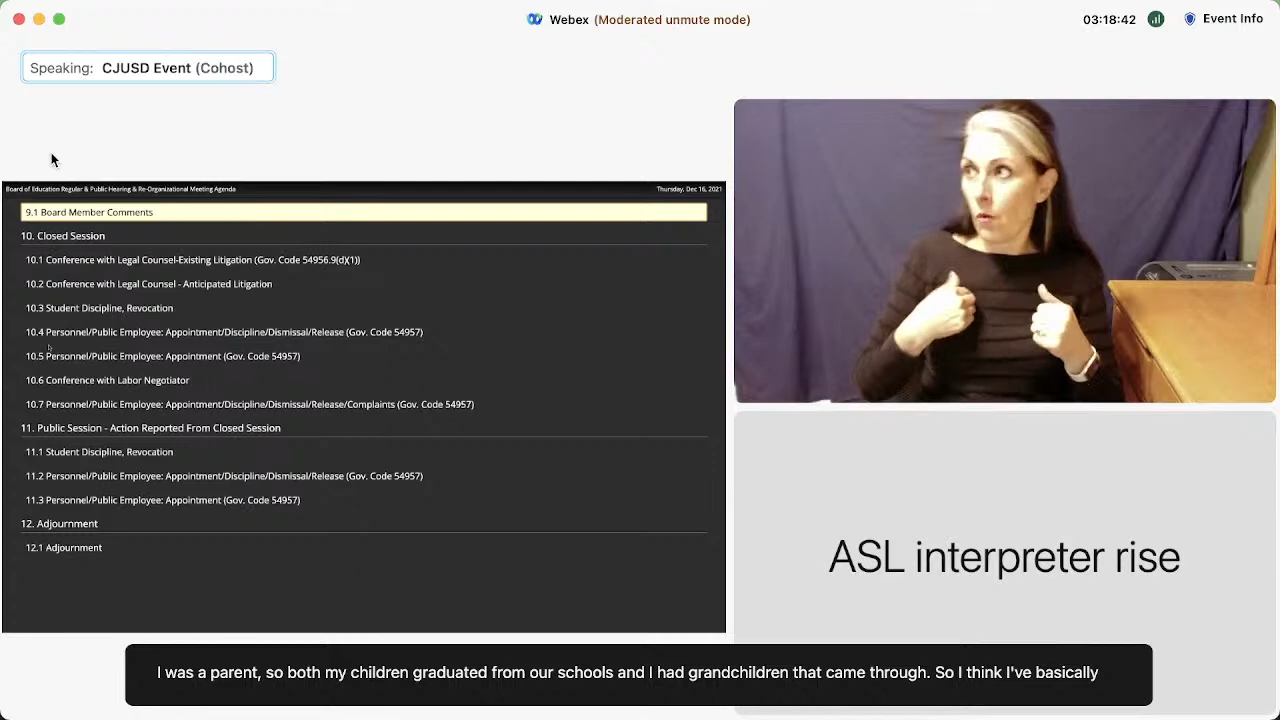 Webex (Moderated unmute mode)
03:18:42
Event Info
Speaking: CJUSD Event (Cohost)
Board of Education Regular & Public Hearing & Re-Organizational Meeting Agenda
Thursday, Dec 16, 2021
9.1 Board Member Comments
10. Closed Session
10.1 Conference with Legal Counsel-Existing Litigation (Gov. Code 54956.9(d)(1))
10.2 Conference with Legal Counsel - Anticipated Litigation
10.3 Student Discipline, Revocation
10.4 Personnel/Public Employee: Appointment/Discipline/Dismissal/Release (Gov. Code 54957)
10.5 Personnel/Public Employee: Appointment (Gov. Code 54957)
10.6 Conference with Labor Negotiator
10.7 Personnel/Public Employee: Appointment/Discipline/Dismissal/Release/Complaints (Gov. Code 54957)
11. Public Session - Action Reported From Closed Session
11.1 Student Discipline, Revocation
11.2 Personnel/Public Employee: Appointment/Discipline/Dismissal/Release (Gov. Code 54957)
11.3 Personnel/Public Employee: Appointment (Gov. Code 54957)
12. Adjournment
12.1 Adjournment
ASL interpreter rise
I was a parent, so both my children graduated from our schools and I had grandchildren that came through. So I think I've basically